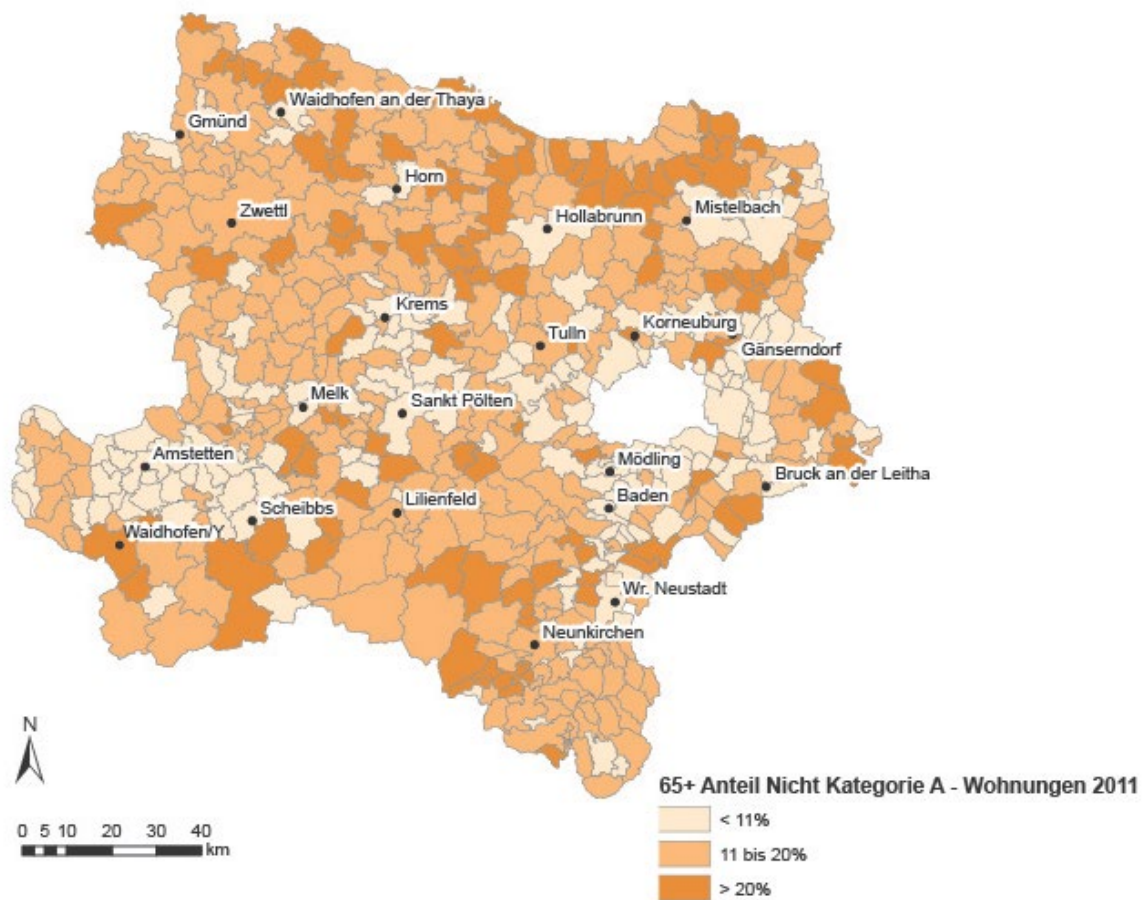 Waidhofen an der Thaya
Gmünd
Horn
Zwettl
Hollabrunn
Mistelbach
Krems
Tulln
Korneuburg
Gänserndorf
Melk
Sankt Pölten
Amstetten
Mödling
Bruck an der Leitha
Baden
Lilienfeld
Scheibbs
Waidhofen/Y
Wr. Neustadt
Neunkirchen
N
0 5 10 20 30 40
km
65+ Anteil Nicht Kategorie A - Wohnungen 2011
< 11%
11 bis 20%
> 20%